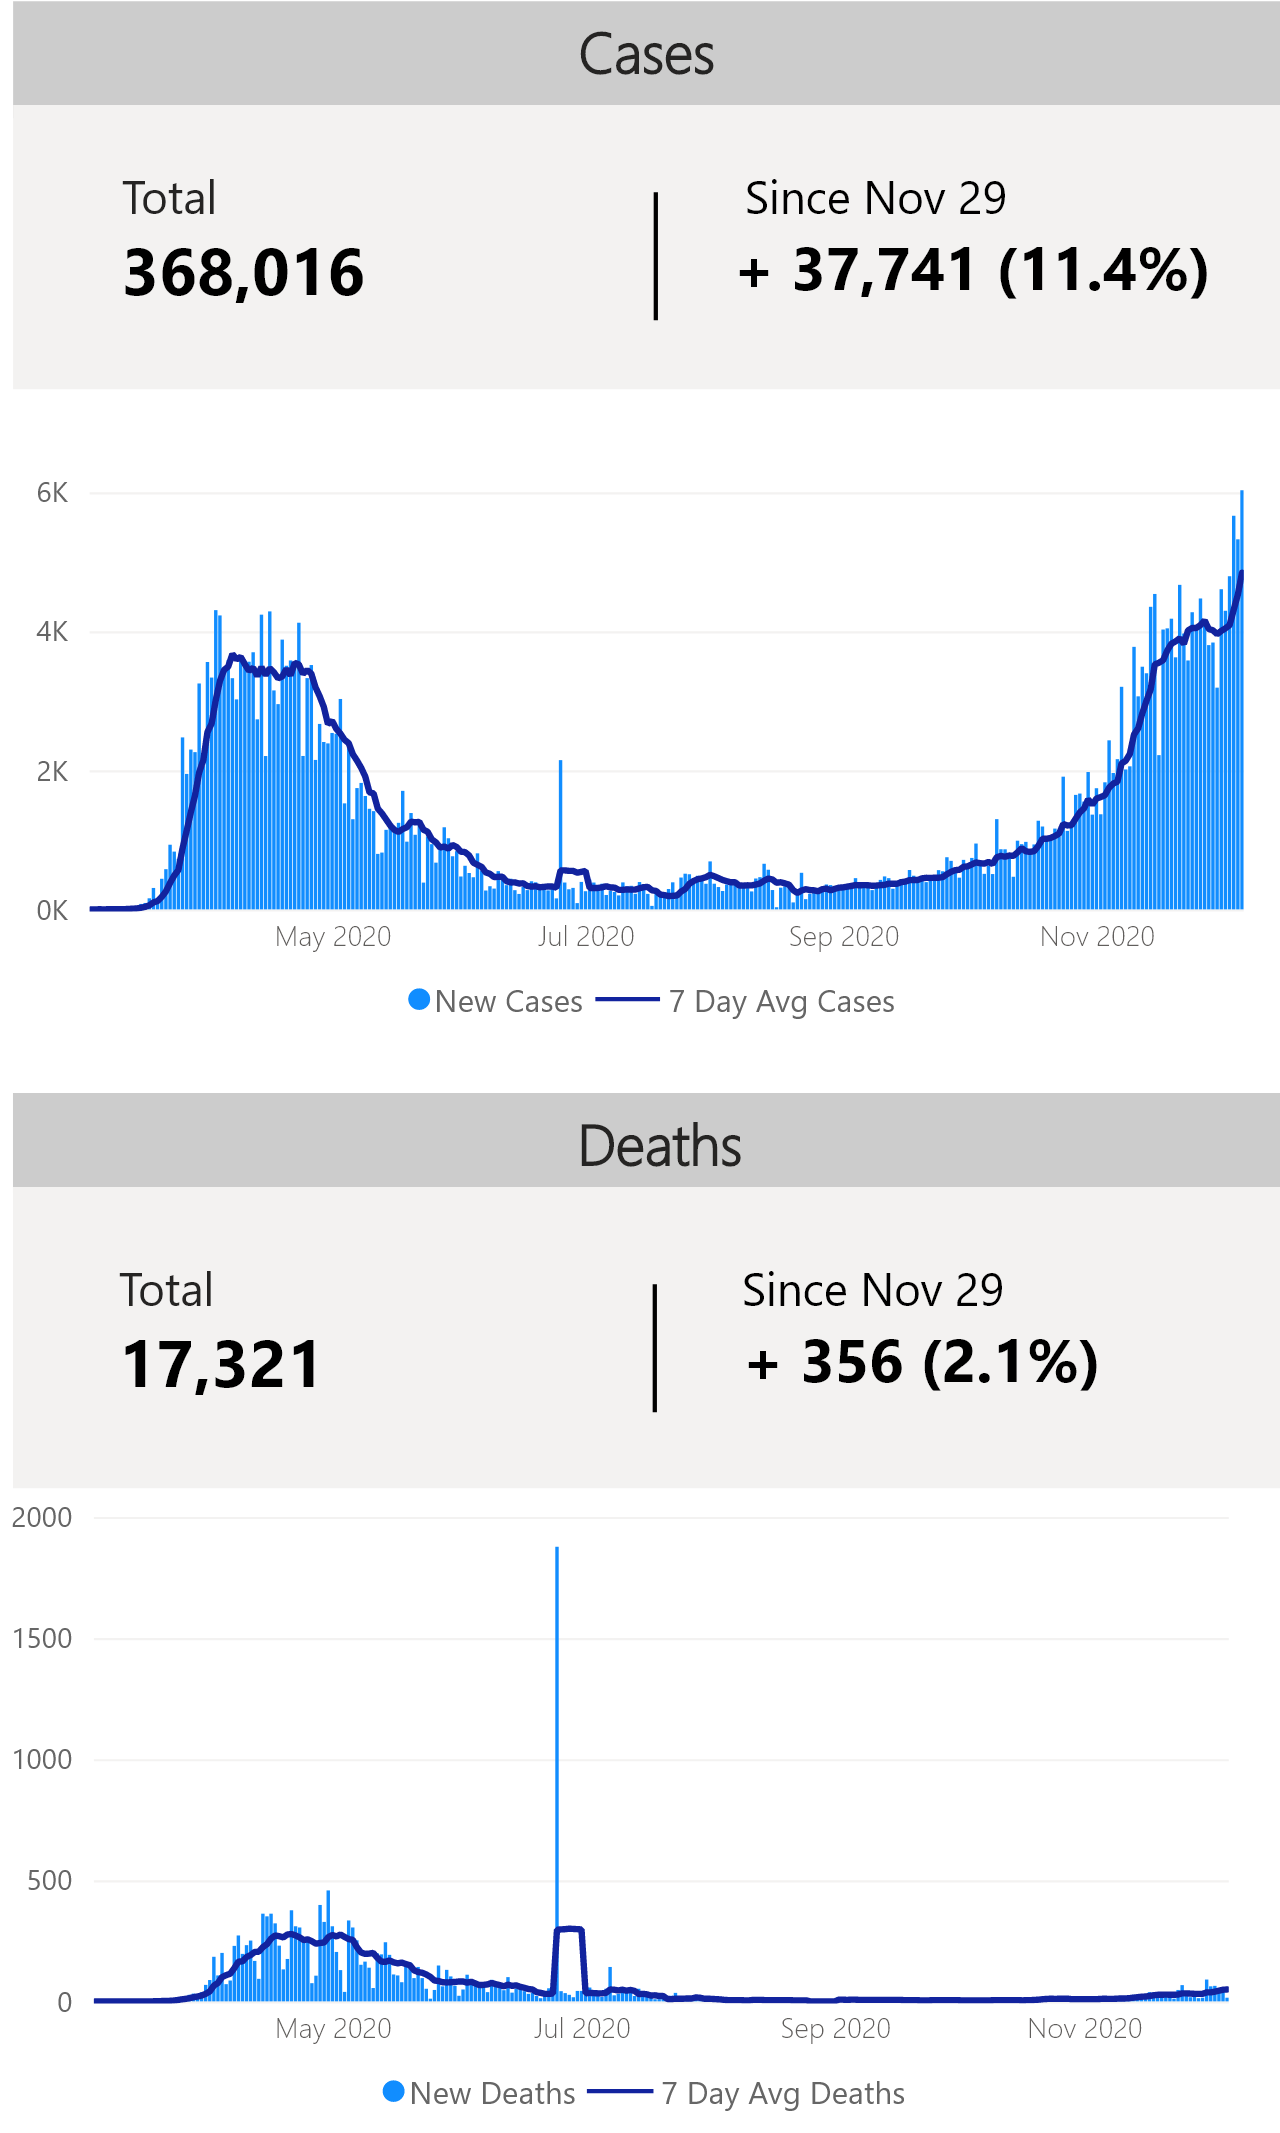 Cases
Total
Since Nov 29
368,016
+ 37,741 (11.4%)
6K
4K
2K
0K
May 2020
Jul 2020
Sep 2020
Nov 2020
New Cases
7 Day Avg Cases
Deaths
Total
Since Nov 29
17,321
+ 356 (2.1%)
2000
1500
1000
500
0
May 2020
Jul 2020
Sep 2020
Nov 2020
New Deaths
7 Day Avg Deaths